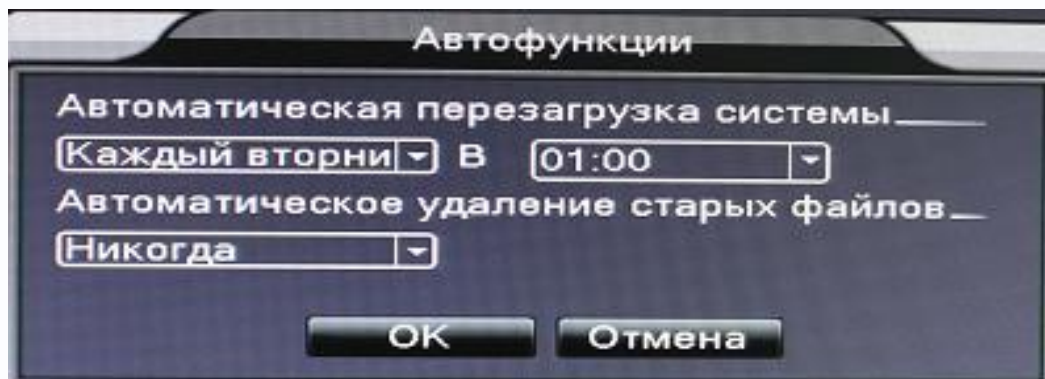 Автофункции
Автоматическая перезагрузка системы
Каждый вторни В 01:00
Автоматическое удаление старых файлов
Никогда
OK Отмена